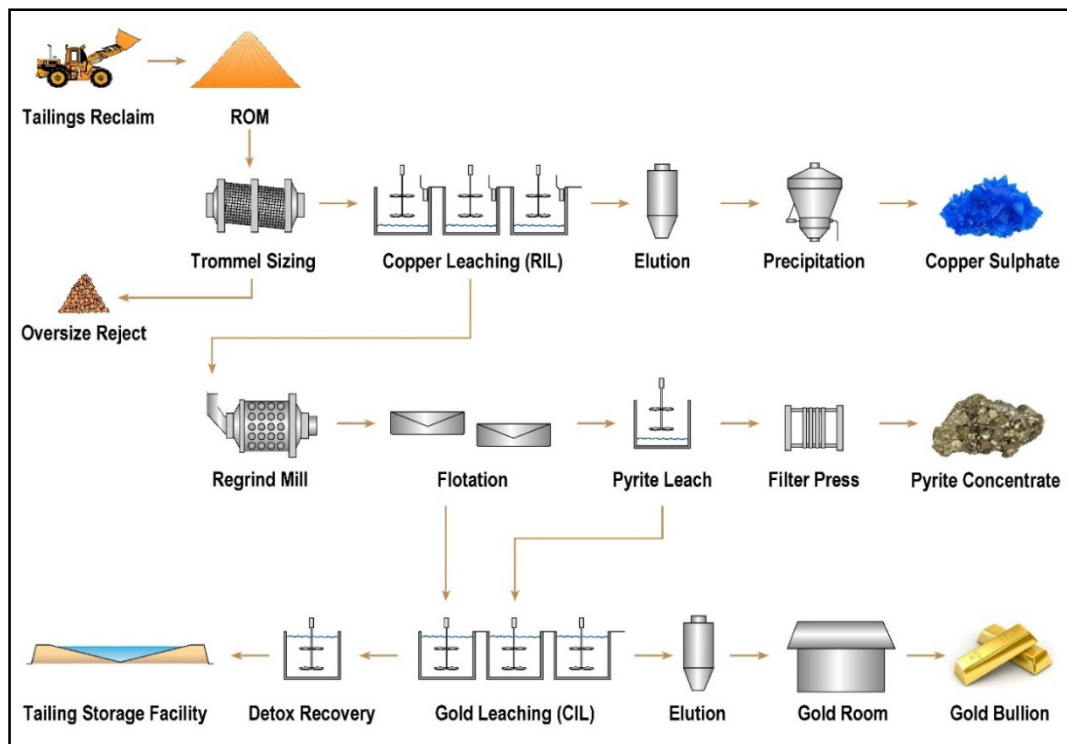 Tailings Reclaim
ROM
Trommel Sizing
Copper Leaching (RIL)
Elution
Precipitation
Copper Sulphate
Oversize Reject
Regrind Mill
Flotation
Pyrite Leach
Filter Press
Pyrite Concentrate
Tailing Storage Facility
Detox Recovery
Gold Leaching (CIL)
Elution
Gold Room
Gold Bullion